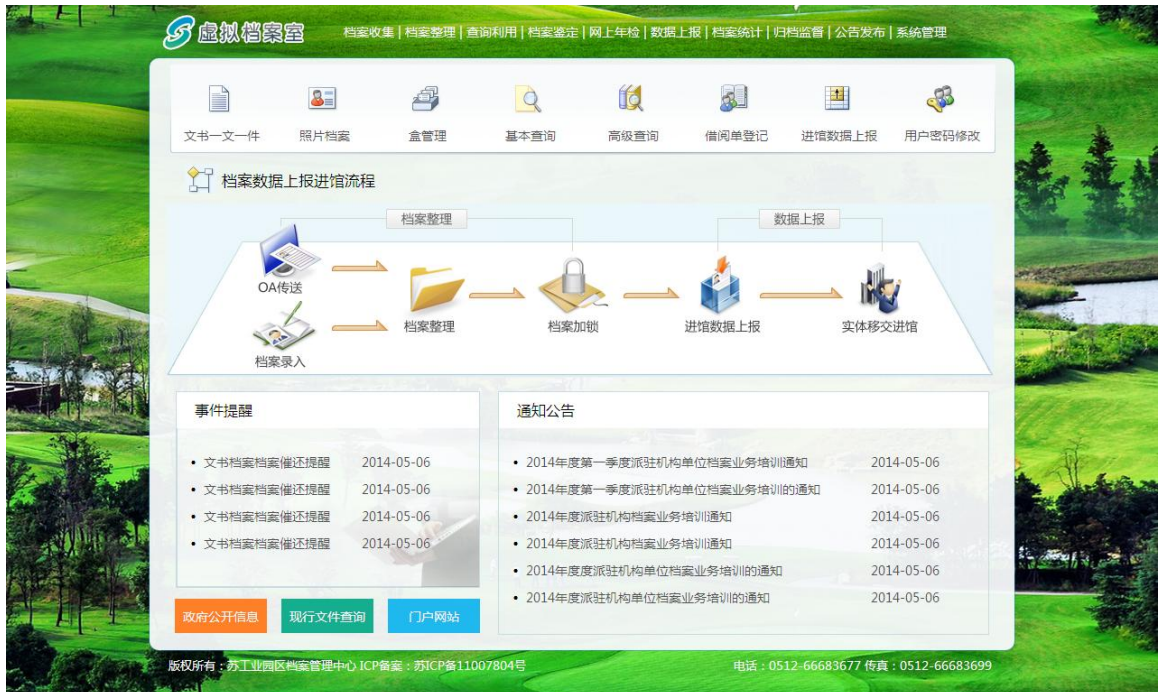 虚拟档案室
档案收集 | 档案整理 | 查询利用 | 档案鉴定 | 网上年检 | 数据上报 | 档案统计 | 归档监督 | 公告发布 | 系统管理
文书一文一件 照片档案 盒管理 基本查询 高级查询 借阅单登记 进馆数据上报 用户密码修改
档案数据上报进馆流程
档案整理 数据上报
OA传送
档案整理 档案加锁 进馆数据上报 实体移交进馆
档案录入
事件提醒
• 文书档案档案催还提醒 2014-05-06
• 文书档案档案催还提醒 2014-05-06
• 文书档案档案催还提醒 2014-05-06
• 文书档案档案催还提醒 2014-05-06
通知公告
• 2014年度第一季度派驻机构单位档案业务培训通知 2014-05-06
• 2014年度第一季度派驻机构单位档案业务培训的通知 2014-05-06
• 2014年度派驻机构档案业务培训通知 2014-05-06
• 2014年度派驻机构档案业务培训通知 2014-05-06
• 2014年度度派驻机构单位档案业务培训的通知 2014-05-06
• 2014年度派驻机构单位档案业务培训的通知 2014-05-06
政府公开信息 现行文件查询 门户网站
版权所有：苏工业园区档案管理中心 ICP备案：苏ICP备11007804号 电话：0512-66683677 传真：0512-66683699